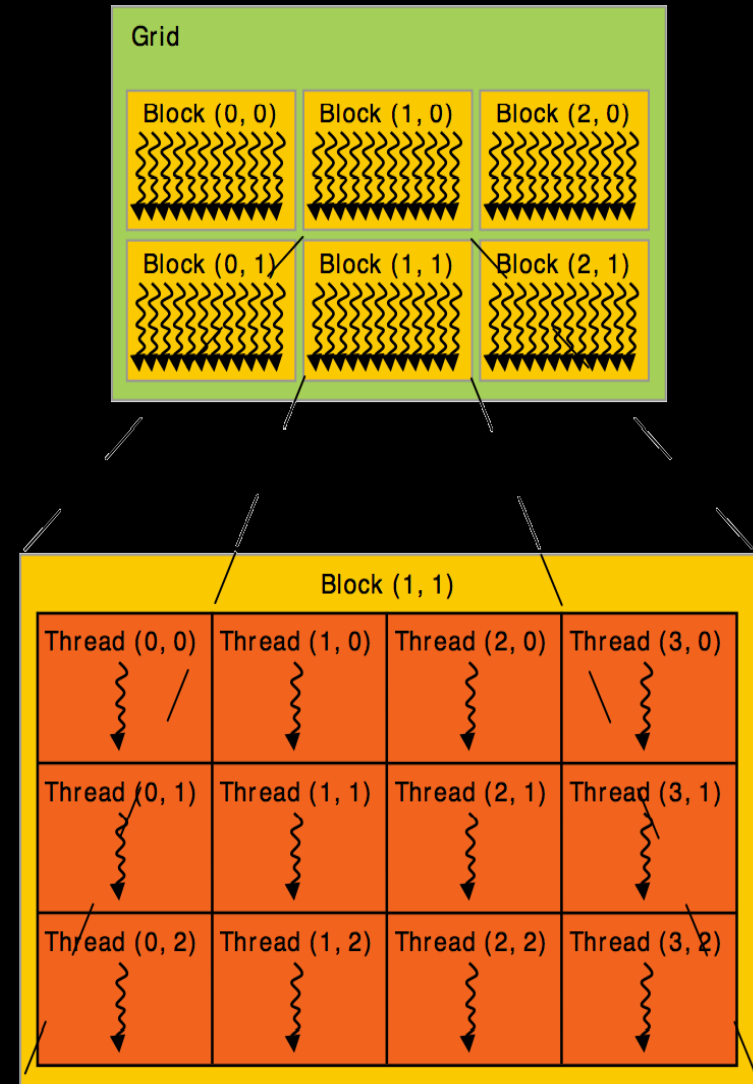 Grid
Block (0, 0) Block (1, 0) Block (2, 0)
Block (0, 1) Block (1, 1) Block (2, 1)
Block (1, 1)
Thread (0, 0) Thread (1, 0) Thread (2, 0) Thread (3, 0)
Thread (0, 1) Thread (1, 1) Thread (2, 1) Thread (3, 1)
Thread (0, 2) Thread (1, 2) Thread (2, 2) Thread (3, 2)